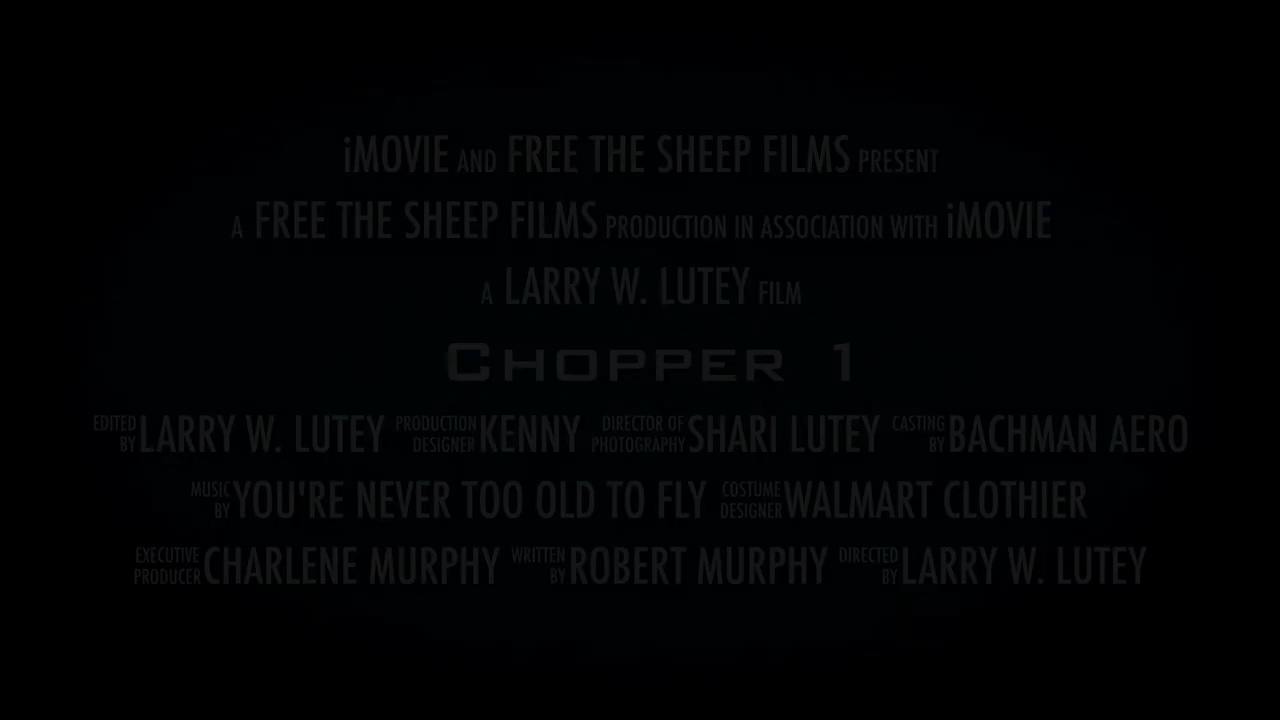 iMOVIE AND FREE THE SHEEP FILMS PRESENT
A FREE THE SHEEP FILMS PRODUCTION IN ASSOCIATION WITH iMOVIE
A LARRY W. LUTEY FILM
CHOPPER 1
EDITED BY LARRY W. LUTEY PRODUCTION DESIGNER KENNY DIRECTOR OF PHOTOGRAPHY SHARI LUTEY CASTING BY BACHMAN AERO
MUSIC BY YOU'RE NEVER TOO OLD TO FLY COSTUME DESIGNER WALMART CLOTHIER
EXECUTIVE PRODUCER CHARLENE MURPHY WRITTEN BY ROBERT MURPHY DIRECTED BY LARRY W. LUTEY